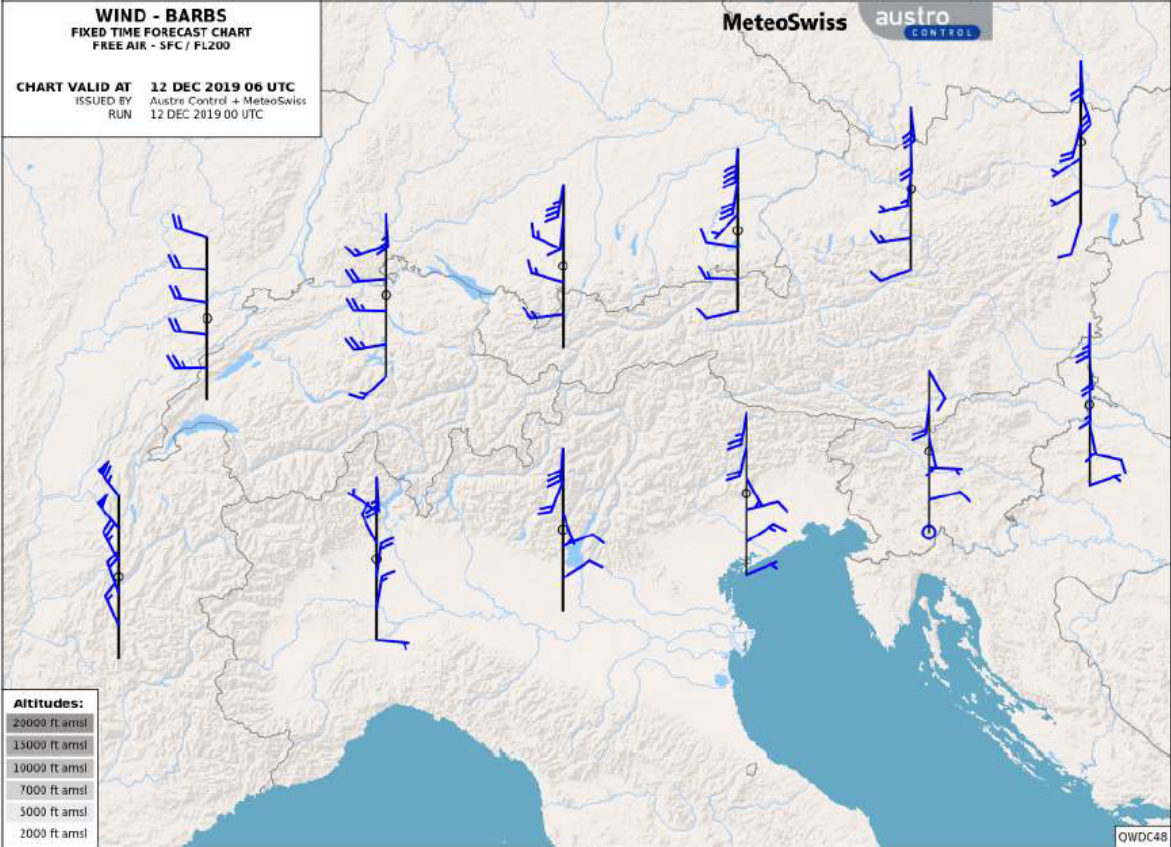 WIND - BARBS
FIXED TIME FORECAST CHART
FREE AIR - SFC / FL200
CHART VALID AT 12 DEC 2019 06 UTC
ISSUED BY Austro Control + MeteoSwiss
RUN 12 DEC 2019 00 UTC
MeteoSwiss
austro
CONTROL
Altitudes:
20000 ft amsl
15000 ft amsl
10000 ft amsl
7000 ft amsl
5000 ft amsl
2000 ft amsl
QWDC48